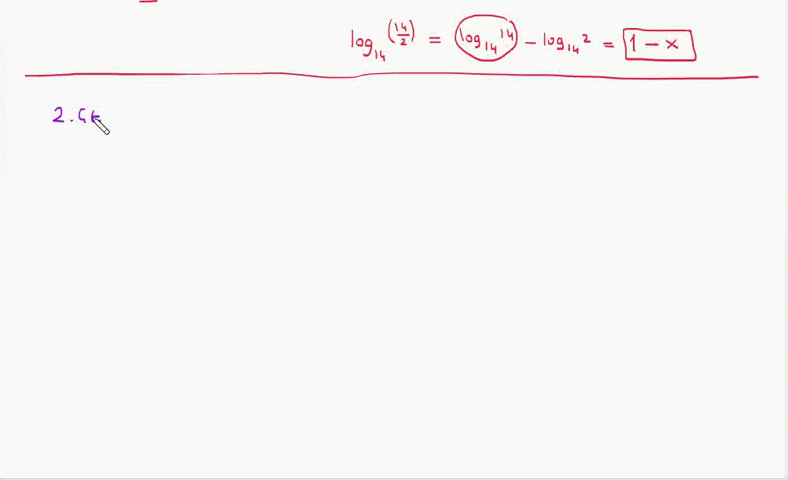 log₁₄(14/2) = log₁₄14 - log₁₄2 = 1 - x
2.